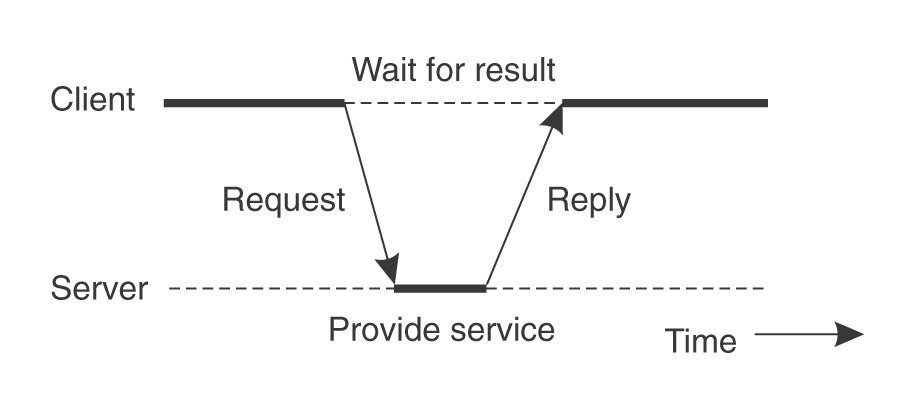 Wait for result
Client
Request
Reply
Server
Provide service
Time